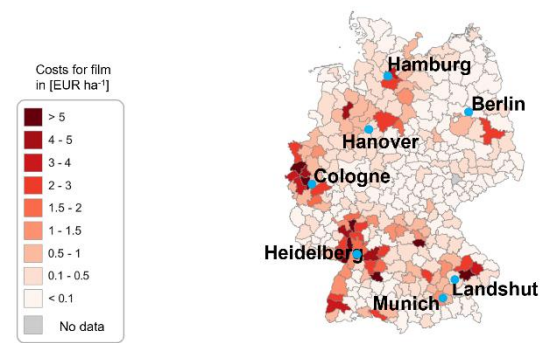 Costs for film
in [EUR ha⁻¹]
> 5
4 - 5
3 - 4
2 - 3
1.5 - 2
1 - 1.5
0.5 - 1
0.1 - 0.5
< 0.1
No data
Hamburg
Berlin
Hanover
Cologne
Heidelberg
Landshut
Munich